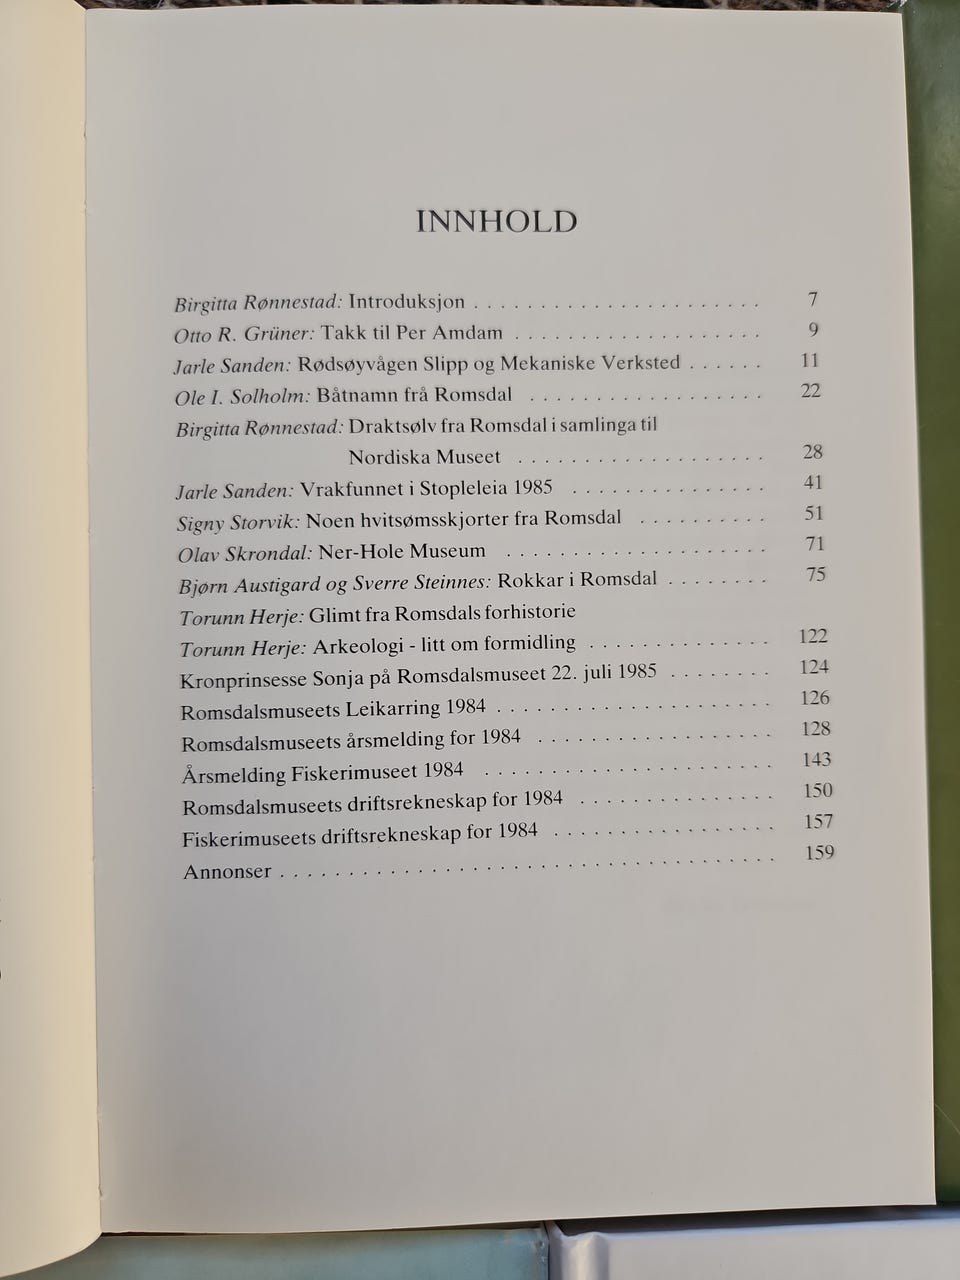 INNHOLD
Birgitta Rønnestad: Introduksjon . . . . . . . . . . . . . . . . . . . . . . 7
Otto R. Grüner: Takk til Per Amdam . . . . . . . . . . . . . . . . . . . 9
Jarle Sanden: Rødsøyvågen Slipp og Mekaniske Verksted . . . . . . 11
Ole I. Solholm: Båtnamn frå Romsdal . . . . . . . . . . . . . . . . . . 22
Birgitta Rønnestad: Draktsølv fra Romsdal i samlinga til
Nordiska Museet . . . . . . . . . . . . . . . . . . . 28
Jarle Sanden: Vrakfunnet i Stopleleia 1985 . . . . . . . . . . . . . . . 41
Signy Storvik: Noen hvitsømsskjorter fra Romsdal . . . . . . . . . . 51
Olav Skrondal: Ner-Hole Museum . . . . . . . . . . . . . . . . . . . . 71
Bjørn Austigard og Sverre Steinnes: Rokkar i Romsdal . . . . . . . . 75
Torunn Herje: Glimt fra Romsdals forhistorie
Torunn Herje: Arkeologi - litt om formidling . . . . . . . . . . . . . . 122
Kronprinsesse Sonja på Romsdalsmuseet 22. juli 1985 . . . . . . . . 124
Romsdalsmuseets Leikarring 1984 . . . . . . . . . . . . . . . . . . . . . 126
Romsdalsmuseets årsmelding for 1984 . . . . . . . . . . . . . . . . . . 128
Årsmelding Fiskerimuseet 1984 . . . . . . . . . . . . . . . . . . . . . . 143
Romsdalsmuseets driftsrekneskap for 1984 . . . . . . . . . . . . . . . 150
Fiskerimuseets driftsrekneskap for 1984 . . . . . . . . . . . . . . . . . 157
Annonser . . . . . . . . . . . . . . . . . . . . . . . . . . . . . . . . . . . . . 159